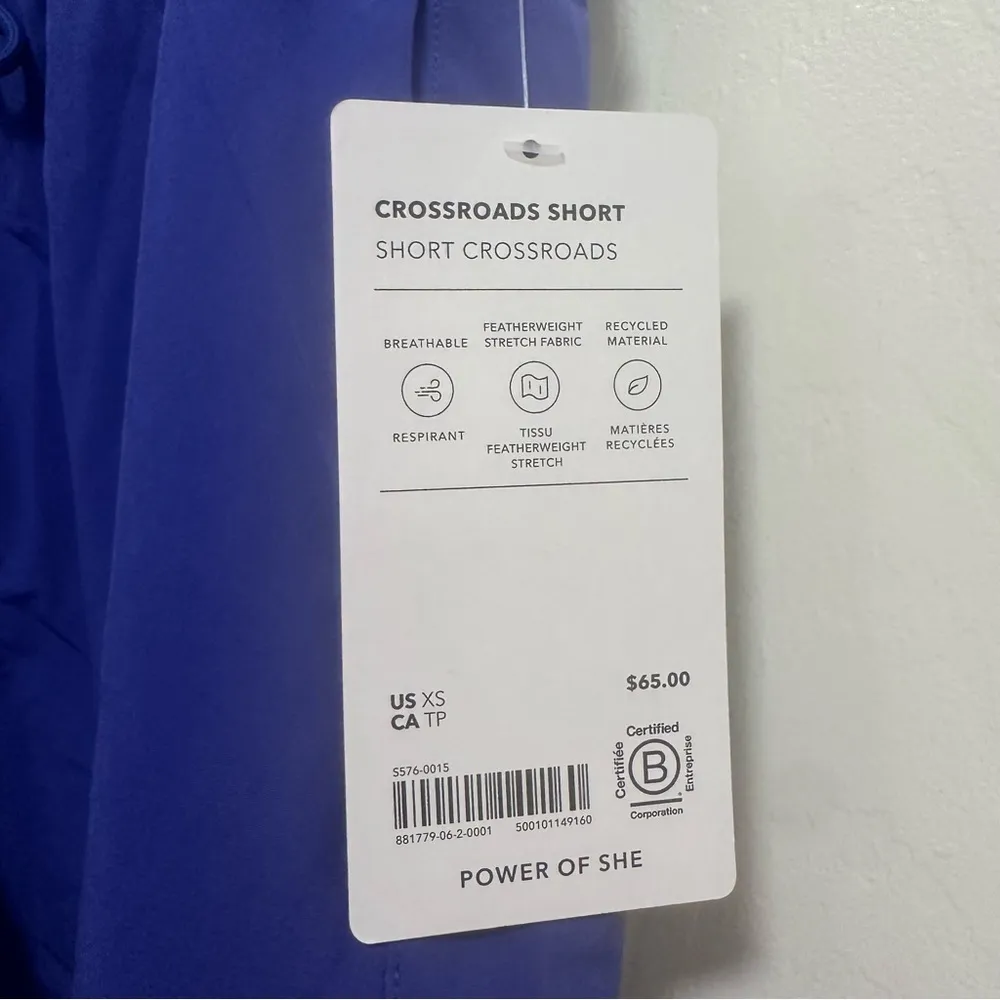 CROSSROADS SHORT
SHORT CROSSROADS
BREATHABLE
FEATHERWEIGHT
STRETCH FABRIC
RECYCLED
MATERIAL
RESPIRANT
TISSU
FEATHERWEIGHT
STRETCH
MATIÈRES
RECYCLÉES
US XS
CA TP
$65.00
S576-0015
881779-06-2-0001 500101149160
Certified
Certifiée
B
Entreprise
Corporation
POWER OF SHE